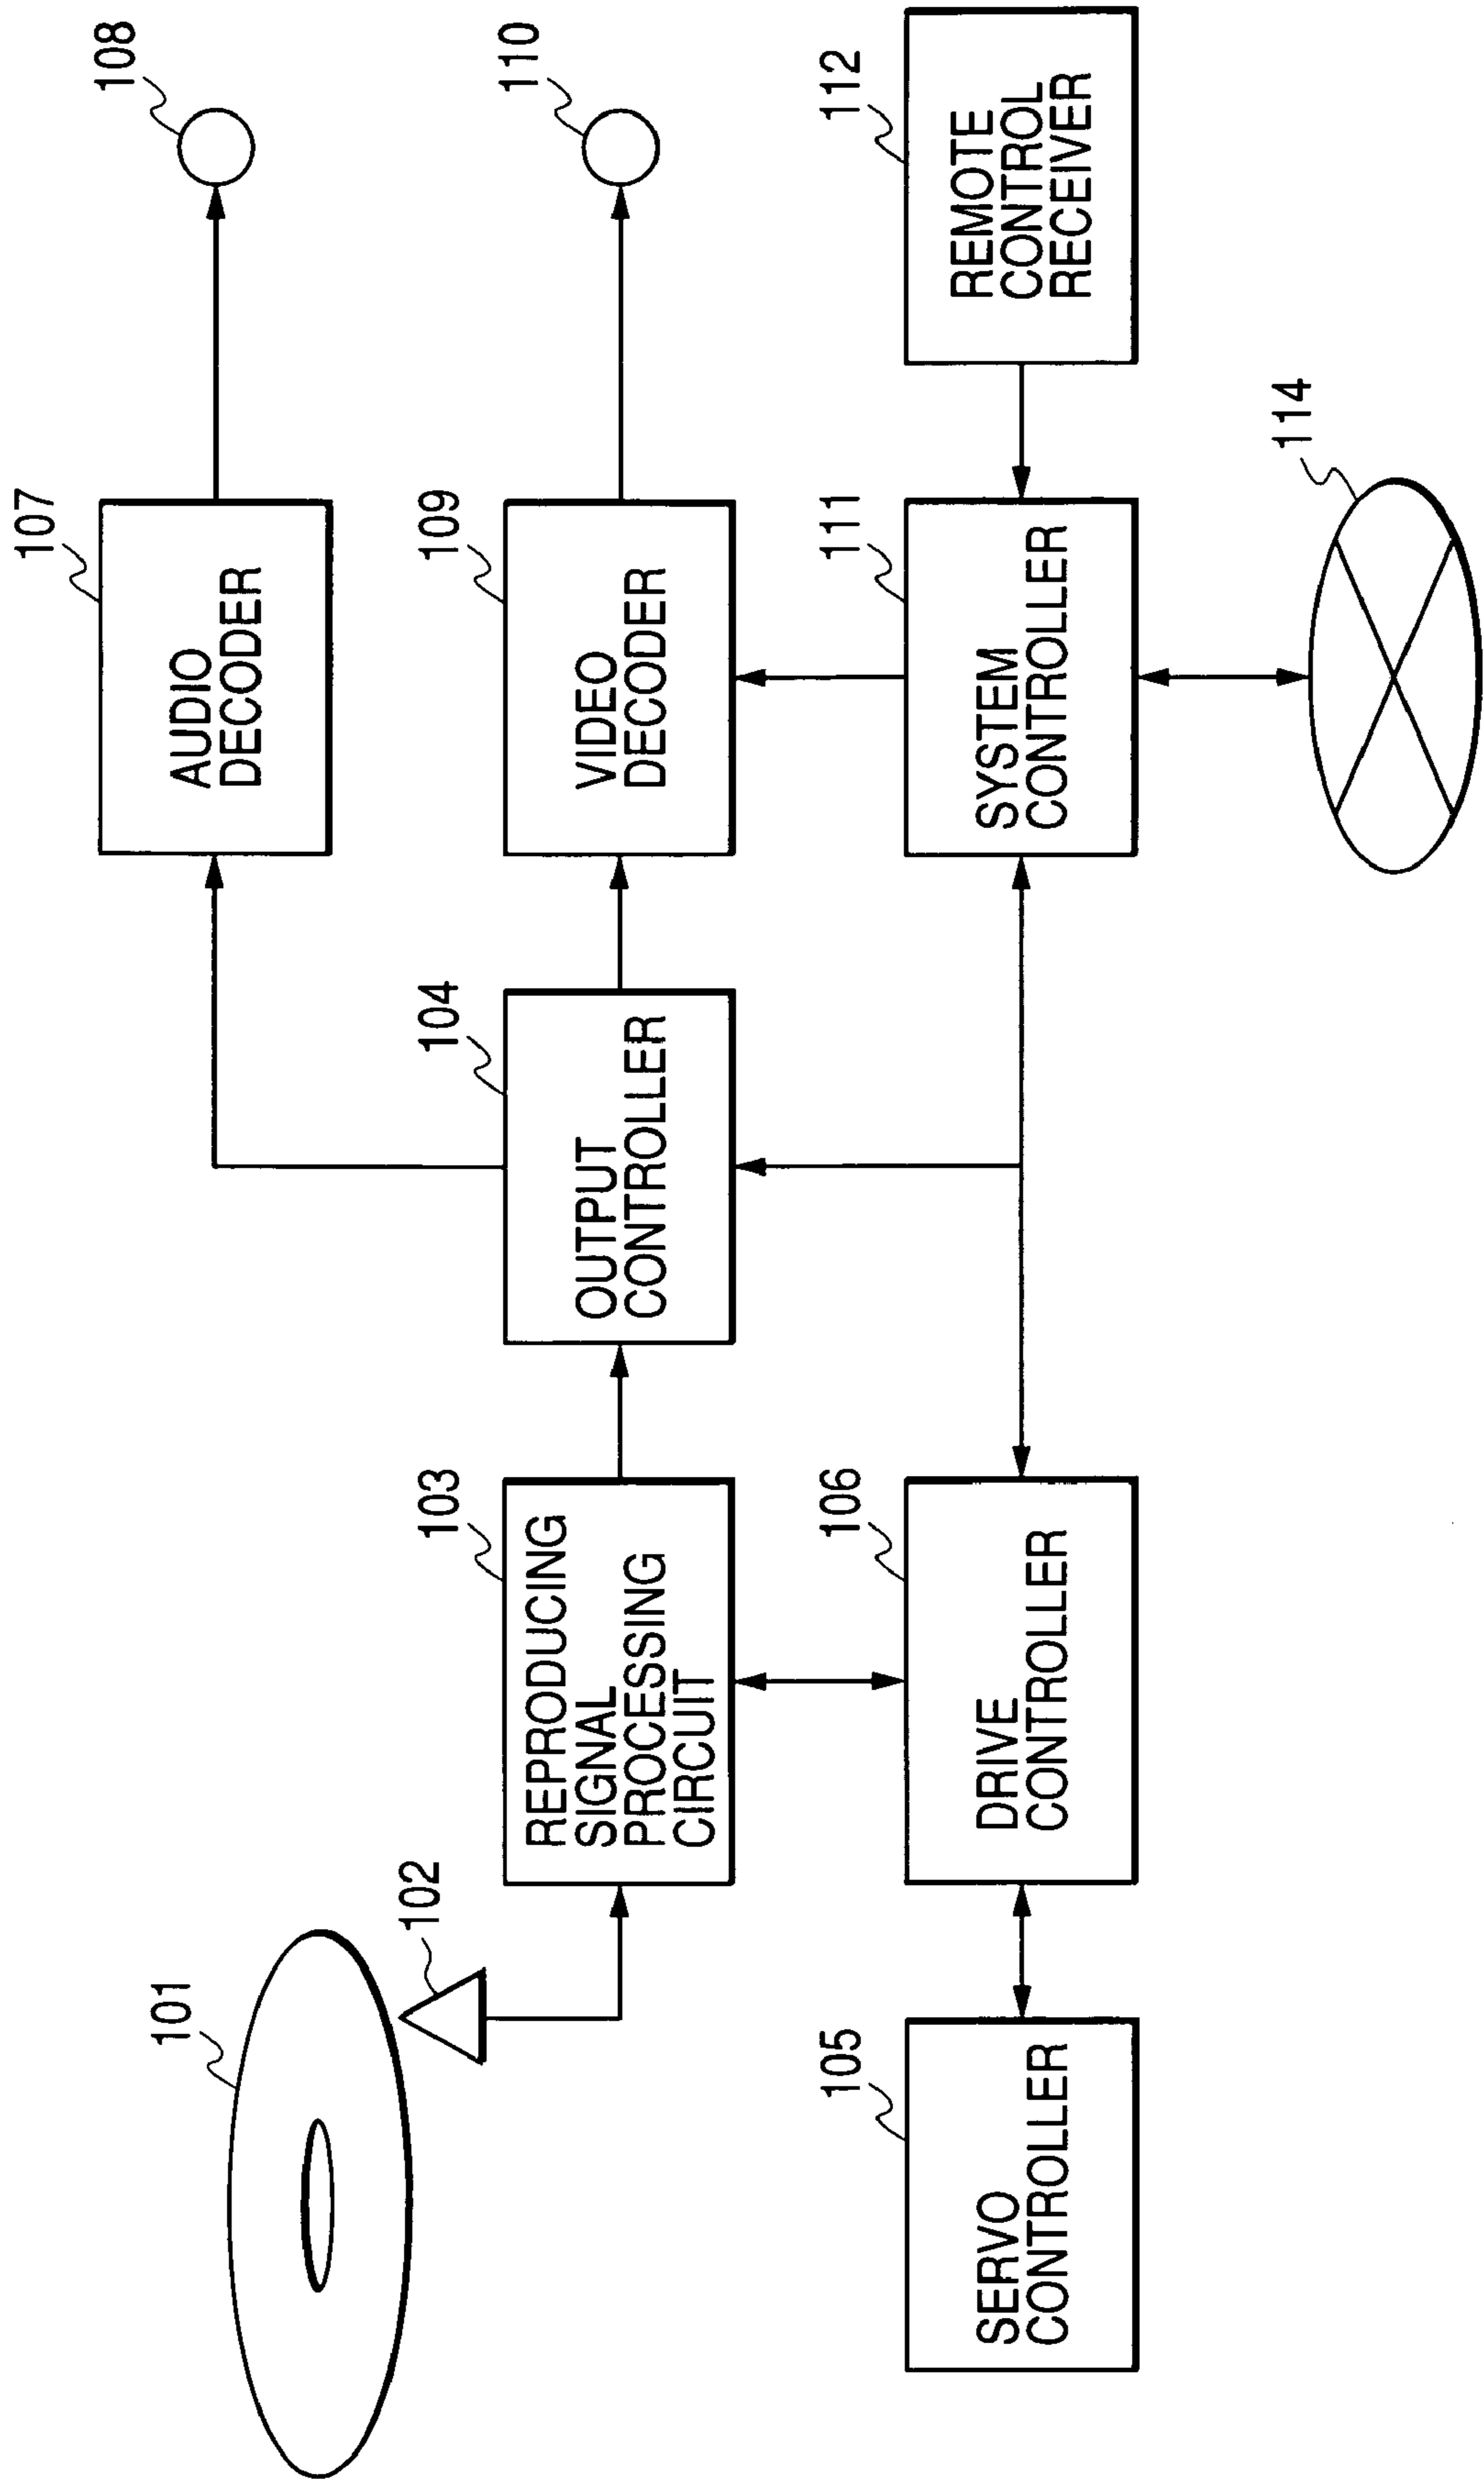 101
102
103
REPRODUCING
SIGNAL
PROCESSING
CIRCUIT
104
OUTPUT
CONTROLLER
107
AUDIO
DECODER
108
109
VIDEO
DECODER
110
105
SERVO
CONTROLLER
106
DRIVE
CONTROLLER
111
SYSTEM
CONTROLLER
112
REMOTE
CONTROL
RECEIVER
114